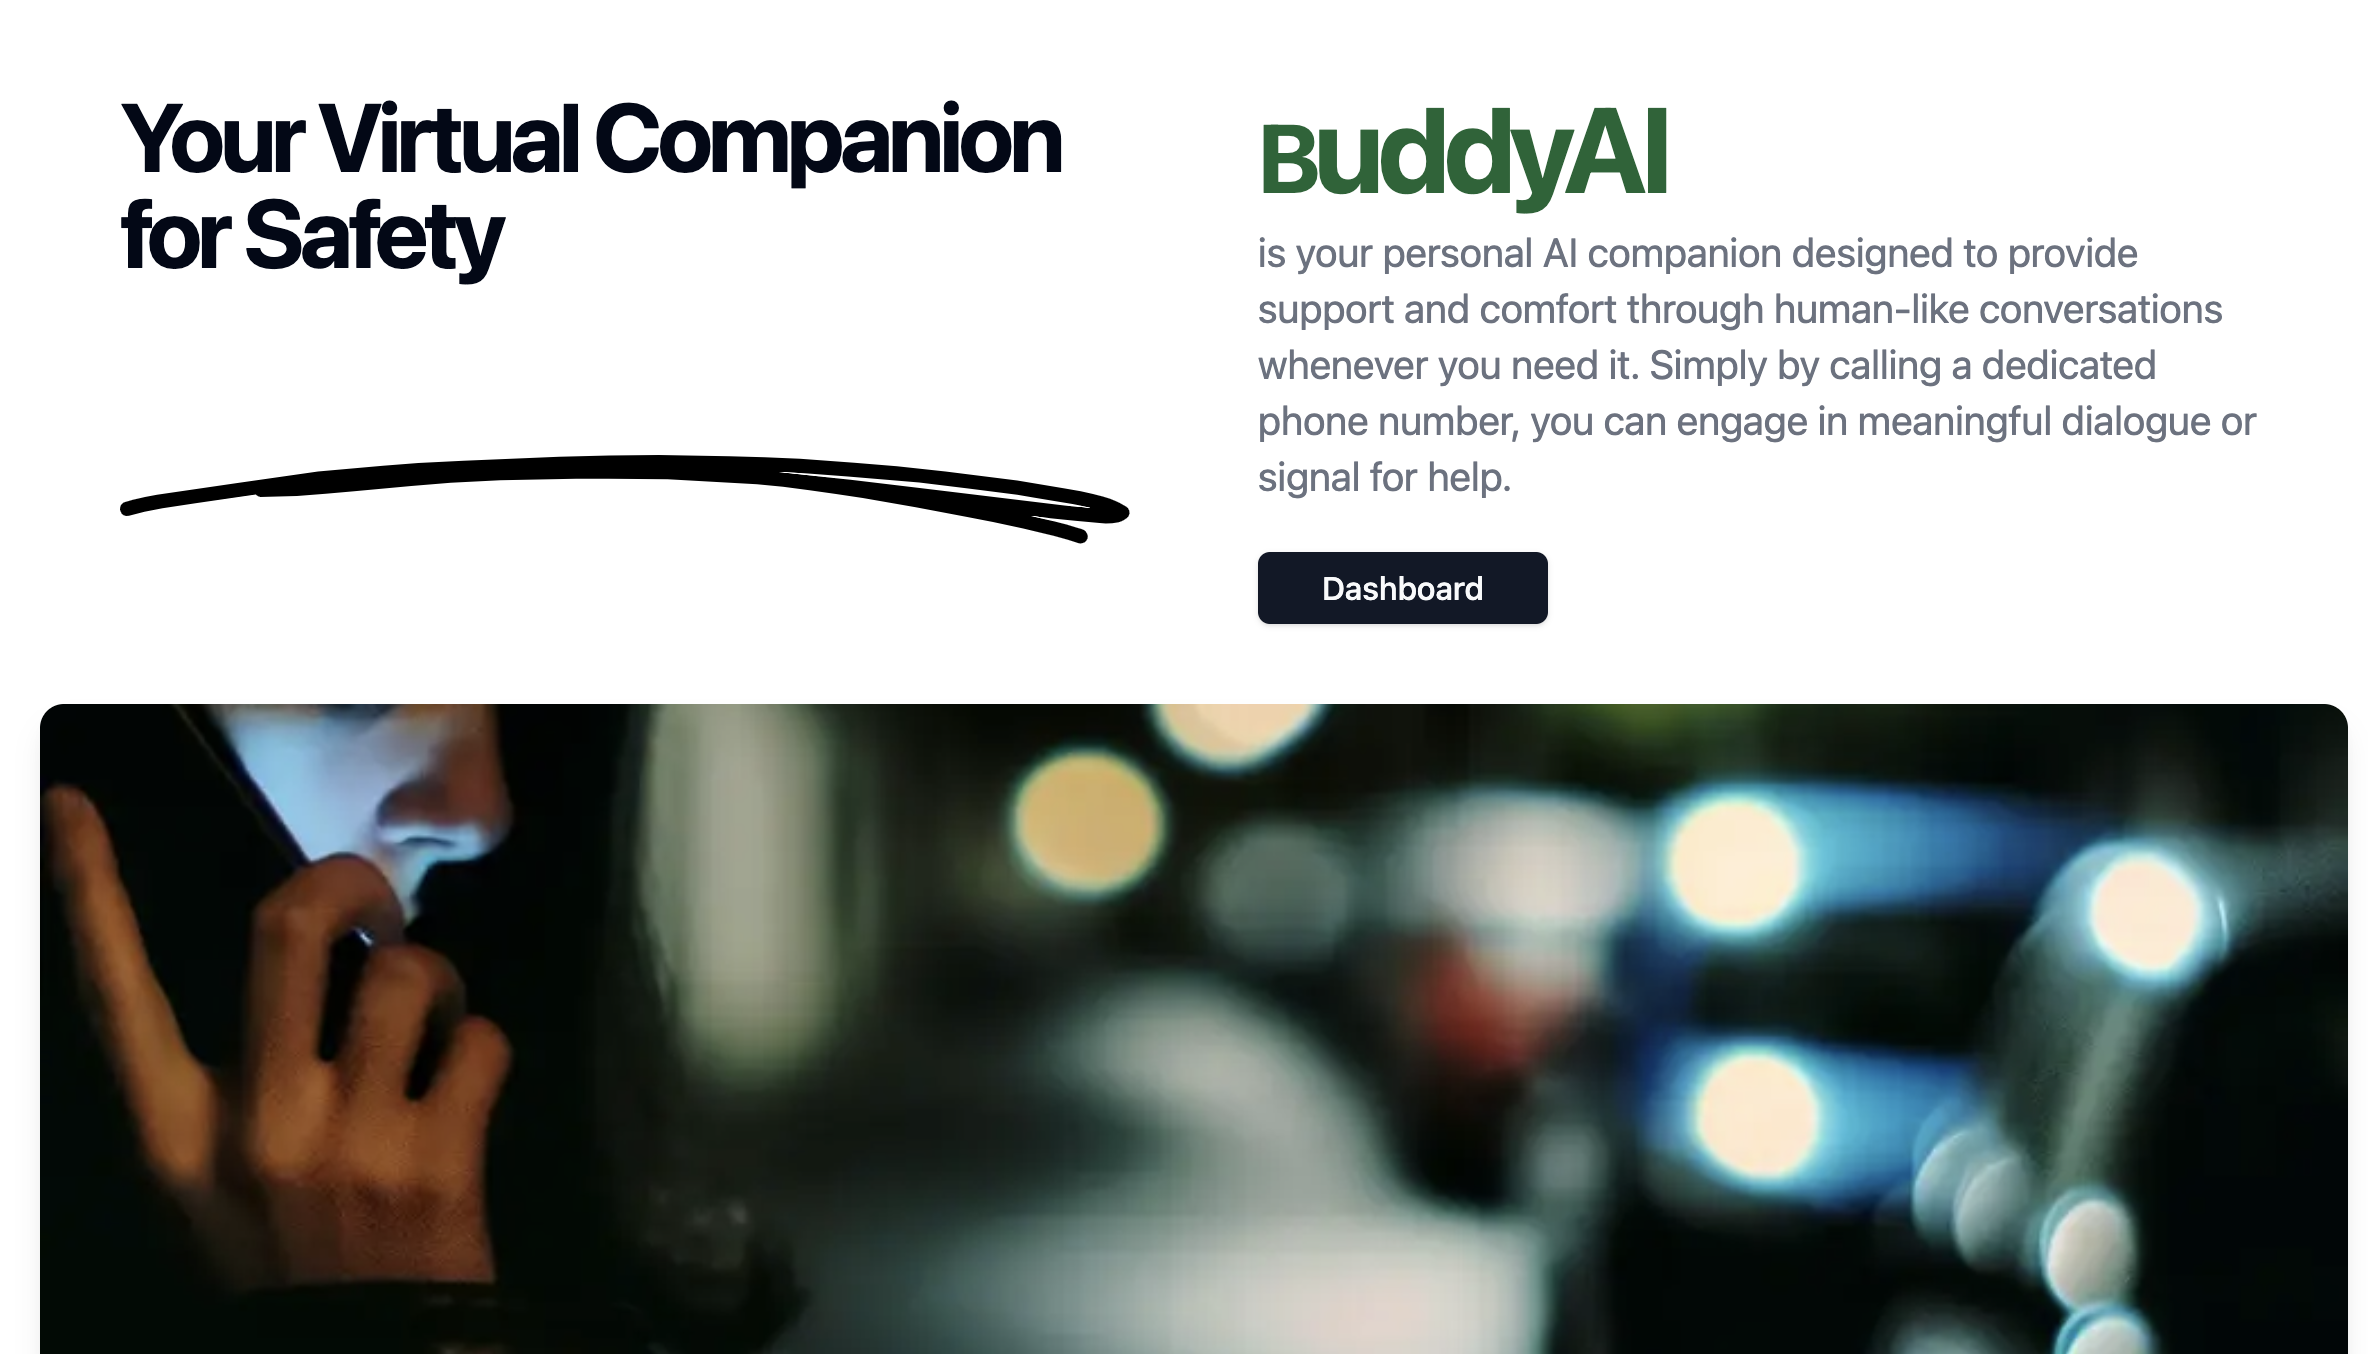 Your Virtual Companion
for Safety
BuddyAI
is your personal AI companion designed to provide
support and comfort through human-like conversations
whenever you need it. Simply by calling a dedicated
phone number, you can engage in meaningful dialogue or
signal for help.
Dashboard